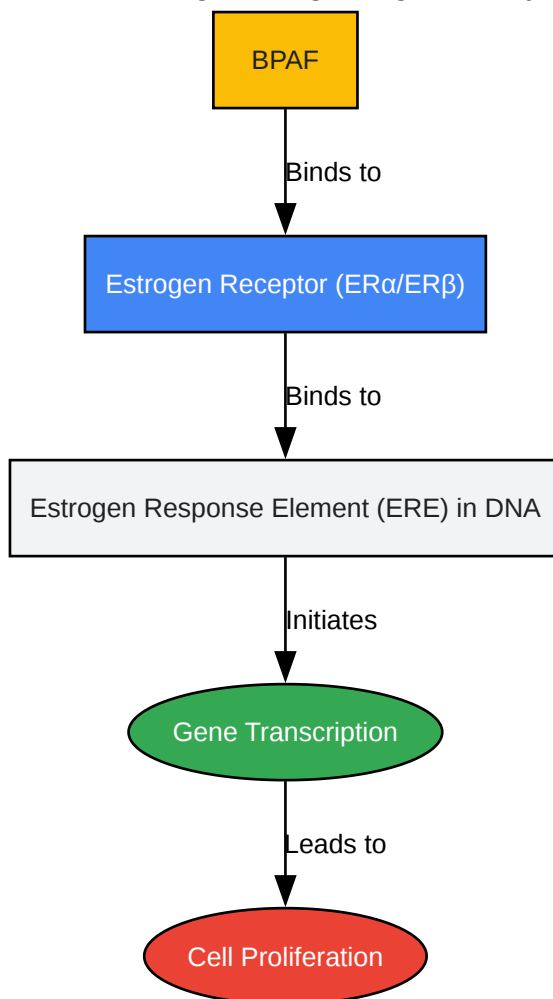 BPAF
Binds to
Estrogen Receptor (ERα/ERβ)
Binds to
Estrogen Response Element (ERE) in DNA
Initiates
Gene Transcription
Leads to
Cell Proliferation